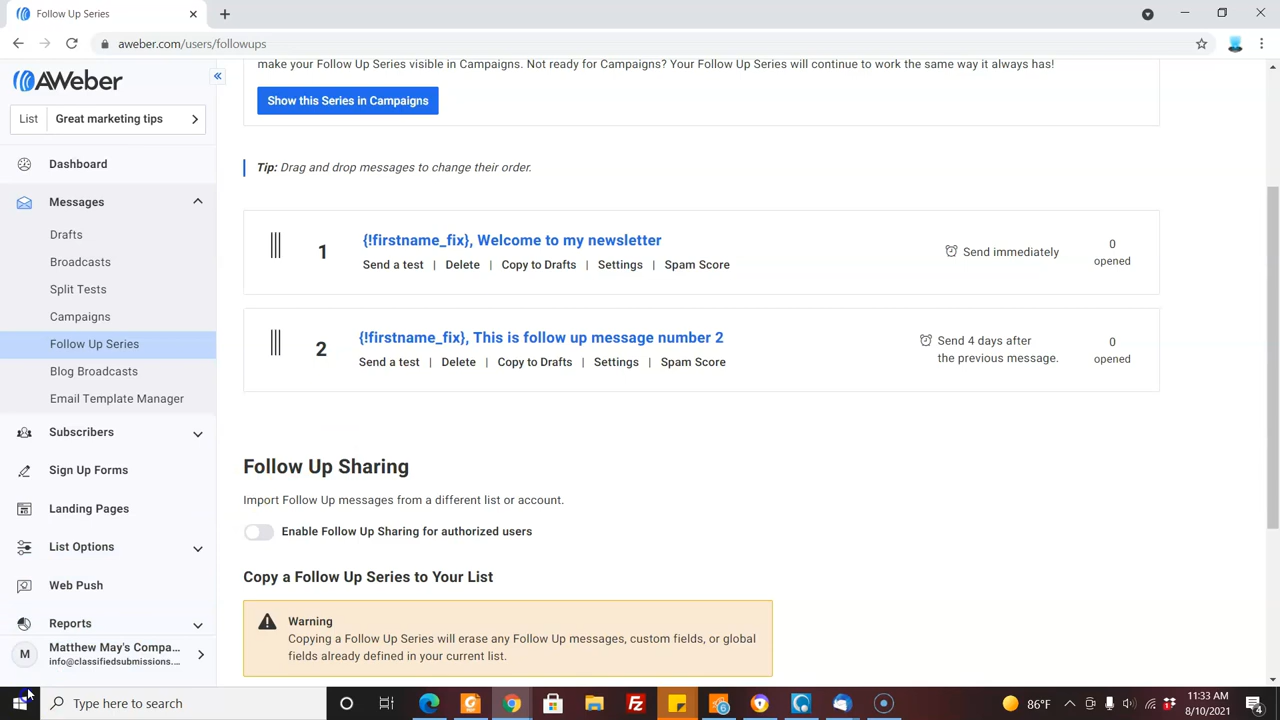 Follow Up Series
aweber.com/users/followups
AWeber
List Great marketing tips
Dashboard
Messages
Drafts
Broadcasts
Split Tests
Campaigns
Follow Up Series
Blog Broadcasts
Email Template Manager
Subscribers
Sign Up Forms
Landing Pages
List Options
Web Push
Reports
M
Matthew May's Compa...
info@classifiedsubmissions....
make your Follow Up Series visible in Campaigns. Not ready for Campaigns? Your Follow Up Series will continue to work the same way it always has!
Show this Series in Campaigns
Tip: Drag and drop messages to change their order.
1
{!firstname_fix}, Welcome to my newsletter
Send a test | Delete | Copy to Drafts | Settings | Spam Score
Send immediately
0
opened
2
{!firstname_fix}, This is follow up message number 2
Send a test | Delete | Copy to Drafts | Settings | Spam Score
Send 4 days after
the previous message.
0
opened
Follow Up Sharing
Import Follow Up messages from a different list or account.
Enable Follow Up Sharing for authorized users
Copy a Follow Up Series to Your List
Warning
Copying a Follow Up Series will erase any Follow Up messages, custom fields, or global
fields already defined in your current list.
Type here to search
86°F
11:33 AM
8/10/2021
4